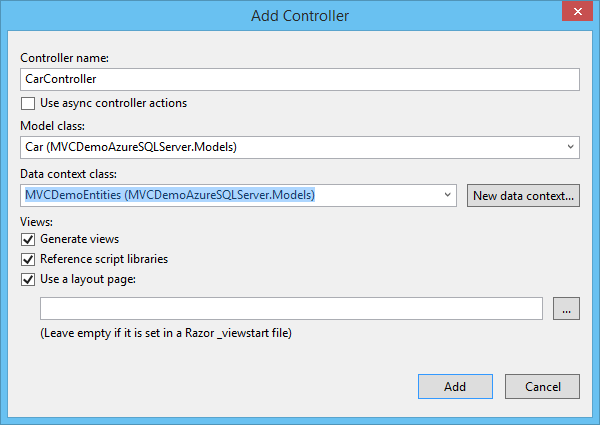 Add Controller
Controller name:
CarController
Use async controller actions
Model class:
Car (MVCDemoAzureSQLServer.Models)
Data context class:
MVCDemoEntities (MVCDemoAzureSQLServer.Models)
New data context...
Views:
Generate views
Reference script libraries
Use a layout page:
...
(Leave empty if it is set in a Razor _viewstart file)
Add
Cancel